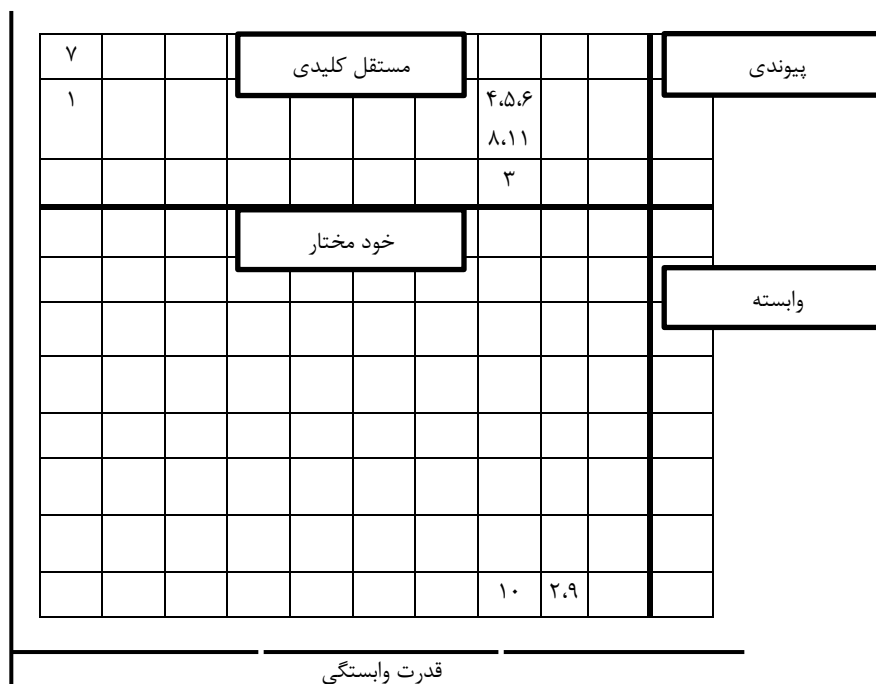 مستقل کلیدی
پیوندی
۷
۱
۴،۵،۶
۸،۱۱
۳
خود مختار
وابسته
۱۰
۲،۹
قدرت وابستگی